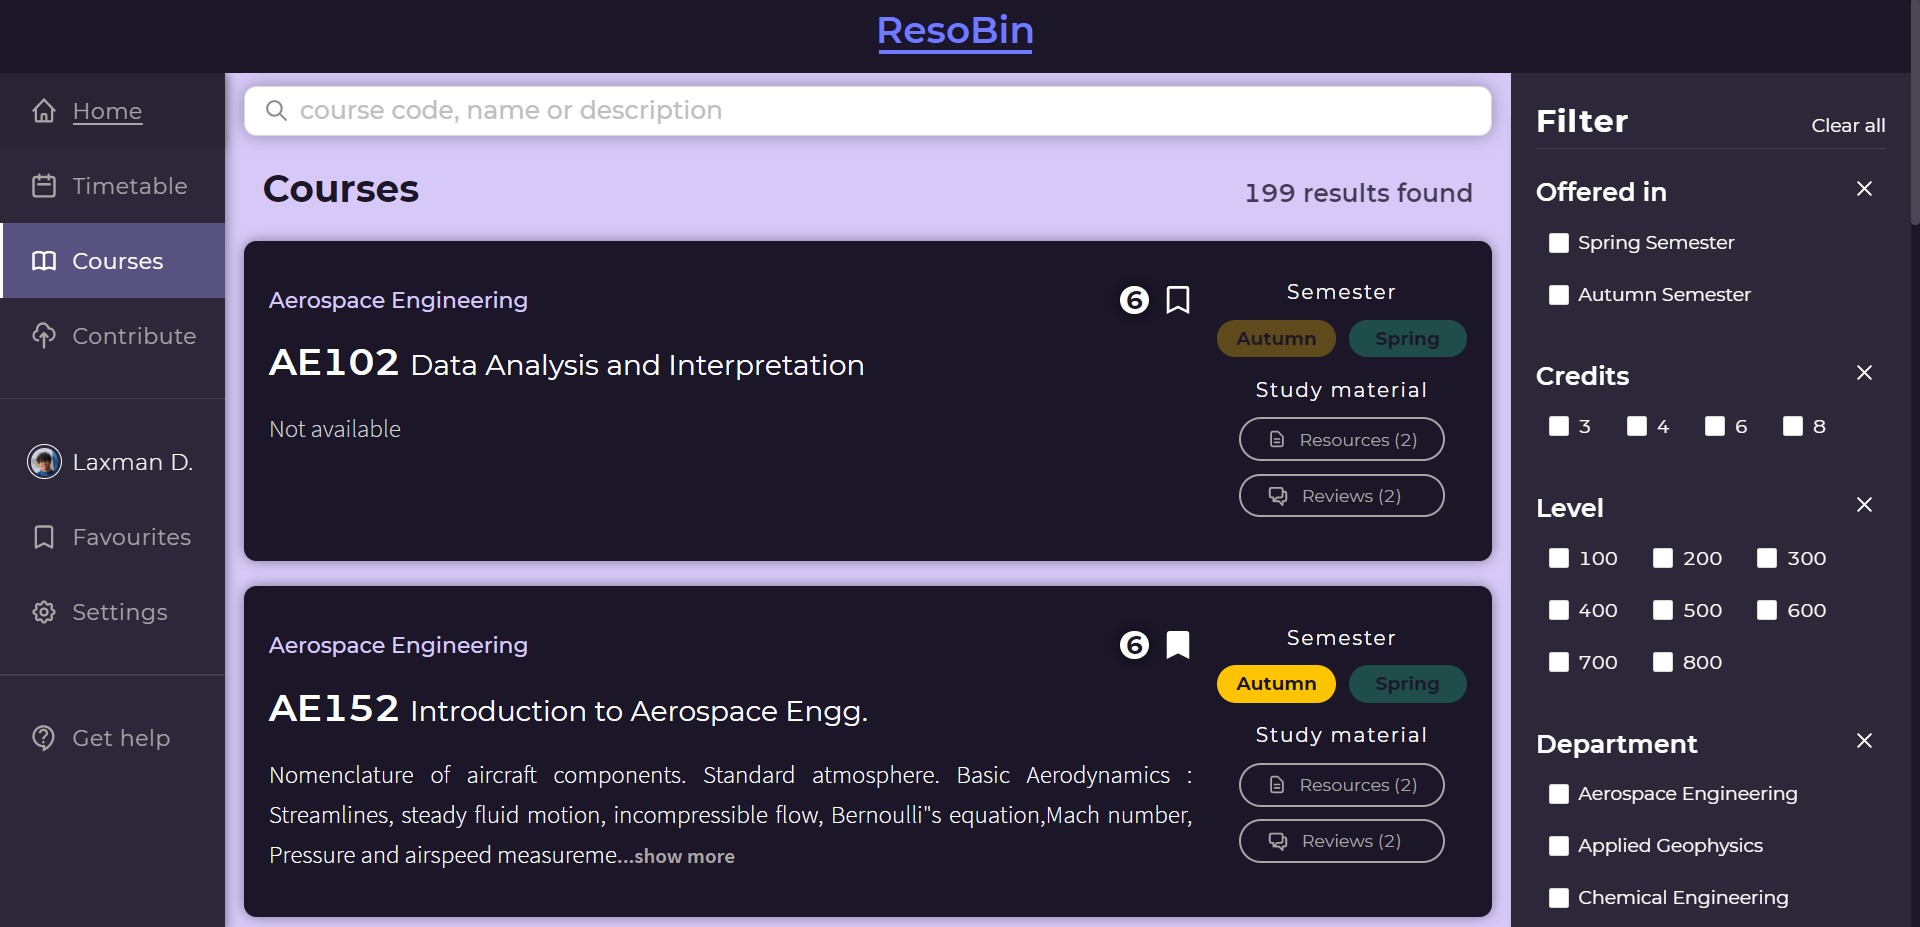 ResoBin
Home
Timetable
Courses
Contribute
Laxman D.
Favourites
Settings
Get help
course code, name or description
Courses
199 results found
Aerospace Engineering
6
AE102 Data Analysis and Interpretation
Not available
Semester
Autumn Spring
Study material
Resources (2)
Reviews (2)
Aerospace Engineering
6
AE152 Introduction to Aerospace Engg.
Nomenclature of aircraft components. Standard atmosphere. Basic Aerodynamics :
Streamlines, steady fluid motion, incompressible flow, Bernoulli"s equation,Mach number,
Pressure and airspeed measureme...show more
Semester
Autumn Spring
Study material
Resources (2)
Reviews (2)
Filter Clear all
Offered in
Spring Semester
Autumn Semester
Credits
3 4 6 8
Level
100 200 300
400 500 600
700 800
Department
Aerospace Engineering
Applied Geophysics
Chemical Engineering